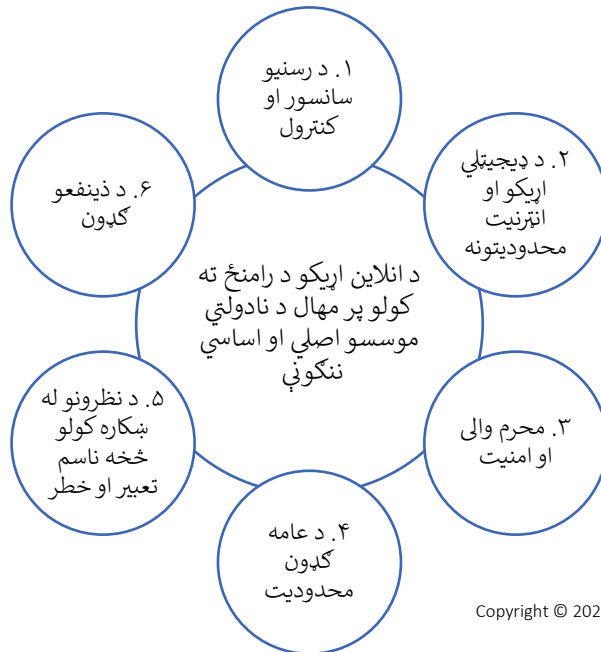 ۱. د رسنیو
سانسور او
کنترول
۲. د ډیجیټلي
اړیکو او
انټرنیت
محدودیتونه
۶. د ذینفعو
ګډون
د انلاین اړیکو د رامنځ ته
کولو پر مهال د نادولتي
موسسو اصلي او اساسي
ننګونې
۳. محرم والی
او امنیت
۵. د نظرونو له
ښکاره کولو
څخه ناسم
تعبیر او خطر
۴. د عامه
ګډون
محدودیت
Copyright © 202